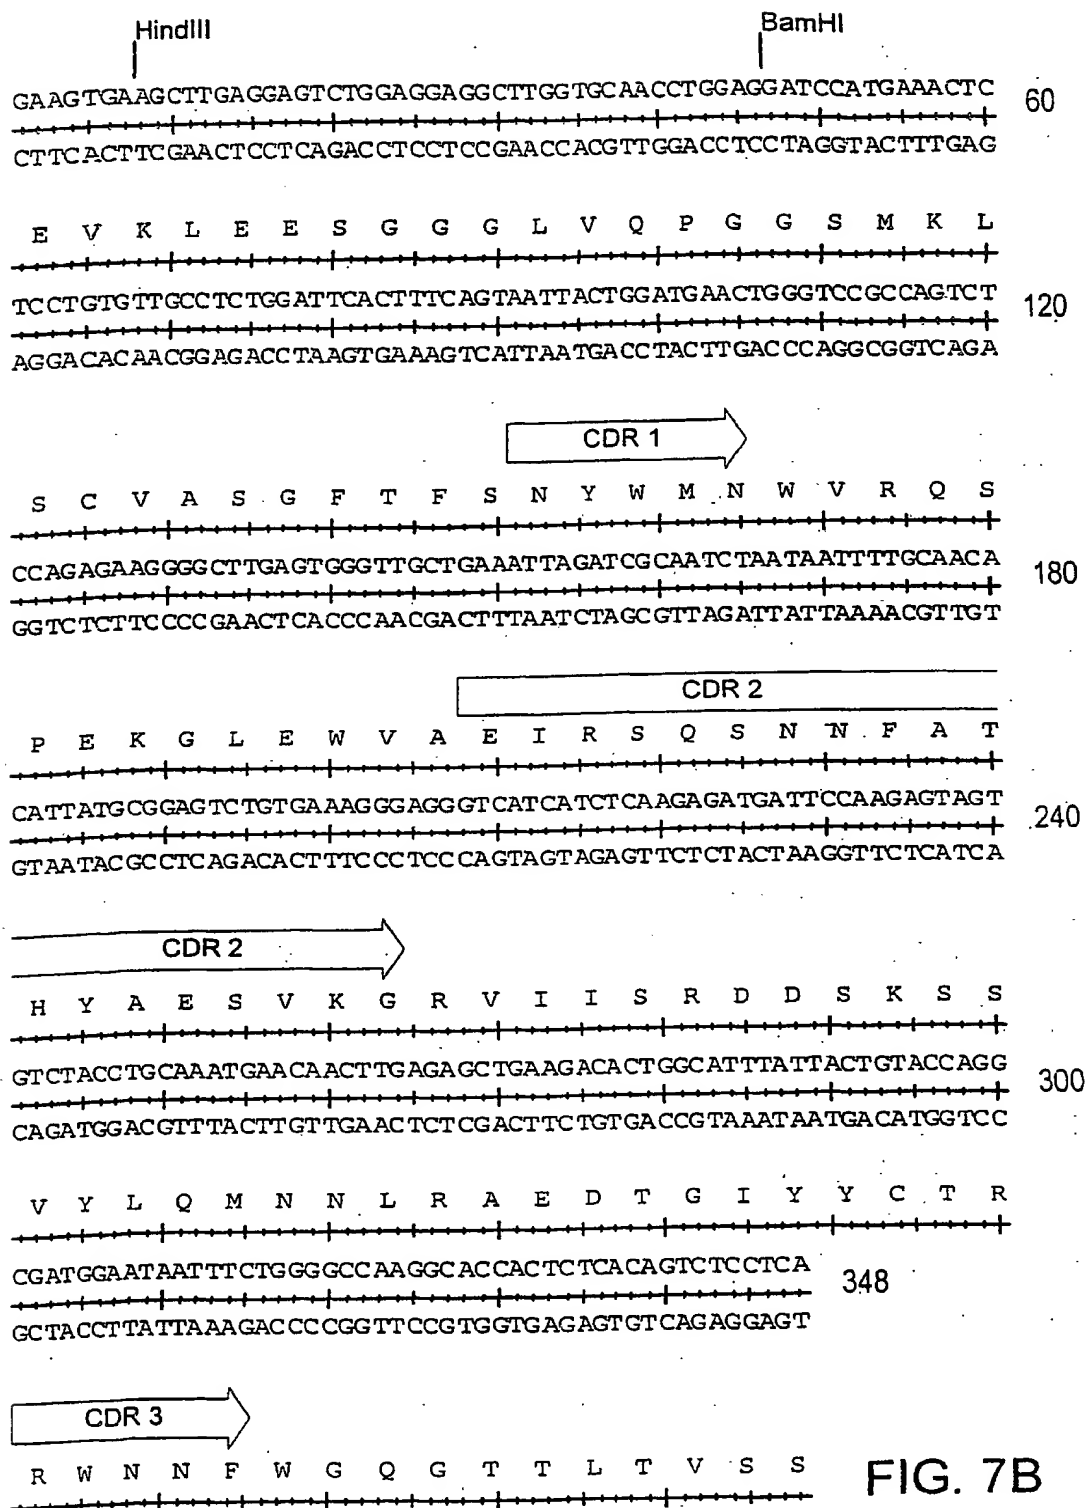 HindIII BamHI
GAAGTGAAGCTTGAGGAGTCTGGAGGAGGCTTGGTGCAACCTGGAGGATCCATGAAACTC 60
CTTCACTTCGAACTCCTCAGACCTCCTCCGAACCACGTTGGACCTCCTAGGTACTTTGAG
E V K L E E S G G G L V Q P G G S M K L
TCCTGTGTTGCCTCTGGATTCACTTTCAGTAATTACTGGATGAACTGGGTCCGCCAGTCT 120
AGGACACAACGGAGACCTAAGTGAAAGTCATTAATGACCTACTTGACCCAGGCGGTCAGA
CDR 1
S C V A S G F T F S N Y W M N W V R Q S
CCAGAGAAGGGGCTTGAGTGGGTTGCTGAAATTAGATCGCAATCTAATAATTTTGCAACA 180
GGTCTCTTCCCCGAACTCACCCAACGACTTTAATCTAGCGTTAGATTATTAAAACGTTGT
CDR 2
P E K G L E W V A E I R S Q S N N F A T
CATTATGCGGAGTCTGTGAAAGGGAGGGTCATCATCTCAAGAGATGATTCCAAGAGTAGT 240
GTAATACGCCTCAGACACTTTCCCTCCCAGTAGTAGAGTTCTCTACTAAGGTTCTCATCA
CDR 2
H Y A E S V K G R V I I S R D D S K S S
GTCTACCTGCAAATGAACAACTTGAGAGCTGAAGACACTGGCATTTATTACTGTACCAGG 300
CAGATGGACGTTTACTTGTTGAACTCTCGACTTCTGTGACCGTAAATAATGACATGGTCC
V Y L Q M N N L R A E D T G I Y Y C T R
CGATGGAATAATTTCTGGGGCCAAGGCACCACTCTCACAGTCTCCTCA 348
GCTACCTTATTAAAGACCCCGGTTCCGTGGTGAGAGTGTCAGAGGAGT
CDR 3
R W N N F W G Q G T T L T V S S
FIG. 7B